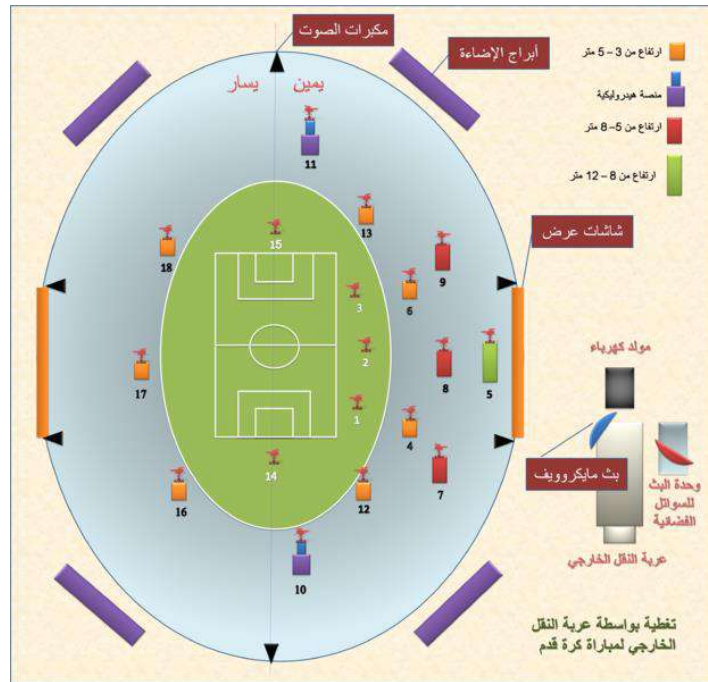 مكبرات الصوت
أبراج الإضاءة
ارتفاع من 3 – 5 متر
منصة هيدروليكية
ارتفاع من 5– 8 متر
ارتفاع من 8 – 12 متر
يمين
يسار
11
13
15
18
9
شاشات عرض
6
3
2
17
8
5
مولد كهرباء
1
4
7
14
12
16
بث مايكروويف
وحدة البث
للسواتل
الفضائية
10
عربة النقل الخارجي
تغطية بواسطة عربة النقل
الخارجي لمباراة كرة قدم